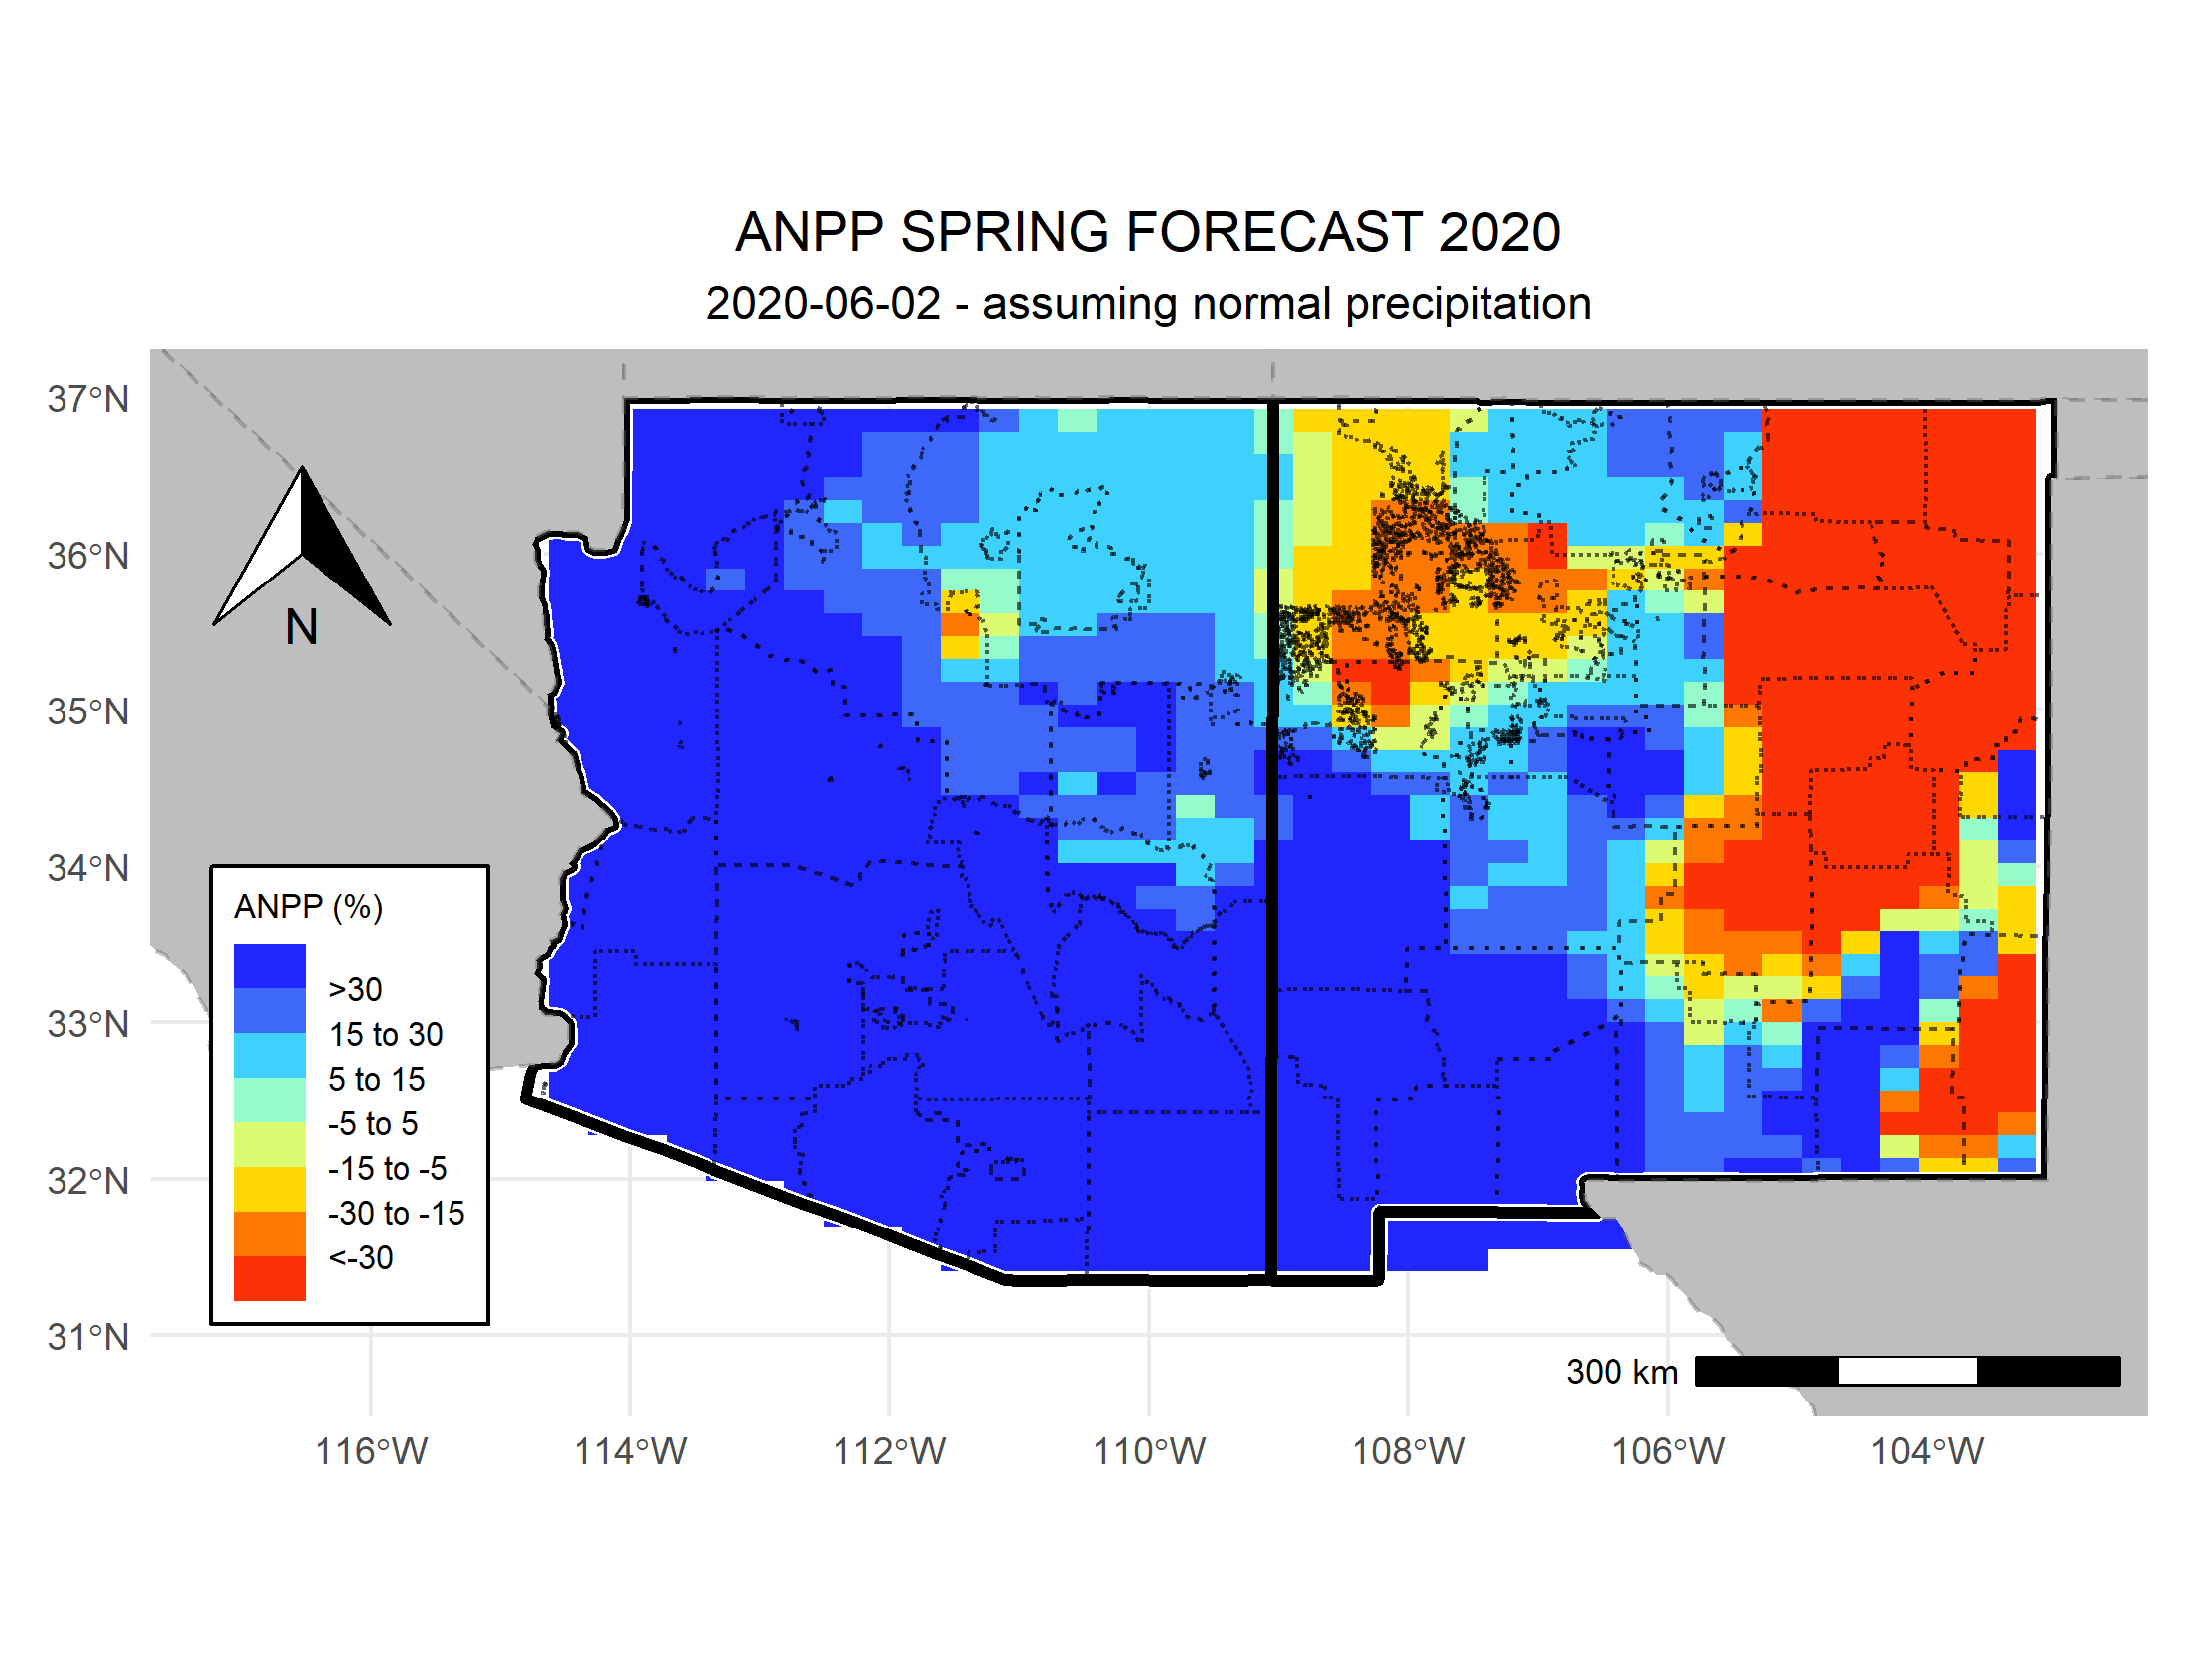 ANPP SPRING FORECAST 2020
2020-06-02 - assuming normal precipitation
37°N
36°N
35°N
34°N
33°N
32°N
31°N
N
ANPP (%)
>30
15 to 30
5 to 15
-5 to 5
-15 to -5
-30 to -15
<-30
300 km
116°W
114°W
112°W
110°W
108°W
106°W
104°W